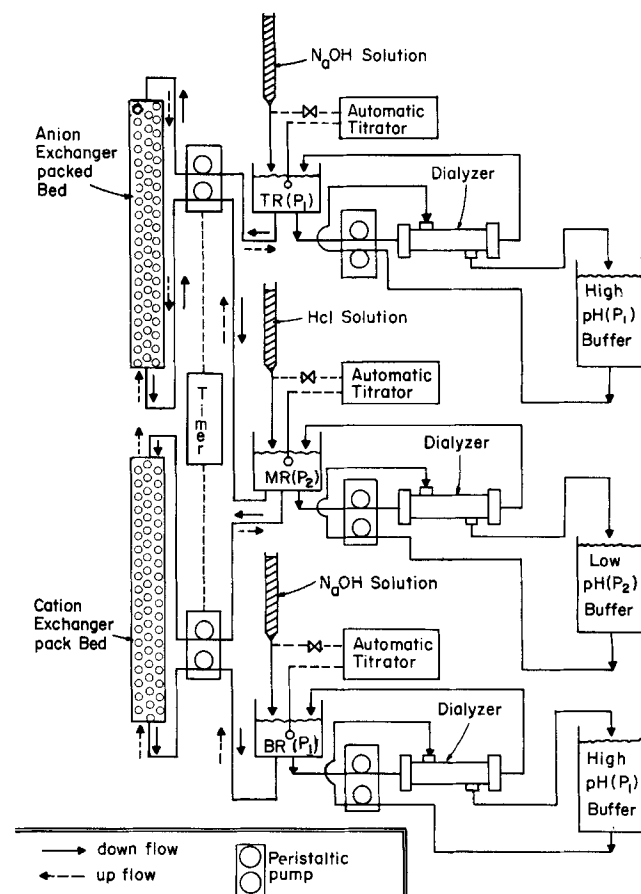 NaOH Solution
Automatic
Titrator
Anion
Exchanger
packed
Bed
TR(P1)
Dialyzer
High
pH(P1)
Buffer
Hcl Solution
Automatic
Titrator
Timer
MR(P2)
Dialyzer
Low
pH(P2)
Buffer
NaOH Solution
Cation
Exchanger
pack Bed
Automatic
Titrator
BR(P1)
Dialyzer
High
pH(P1)
Buffer
down flow
up flow
Peristaltic
pump